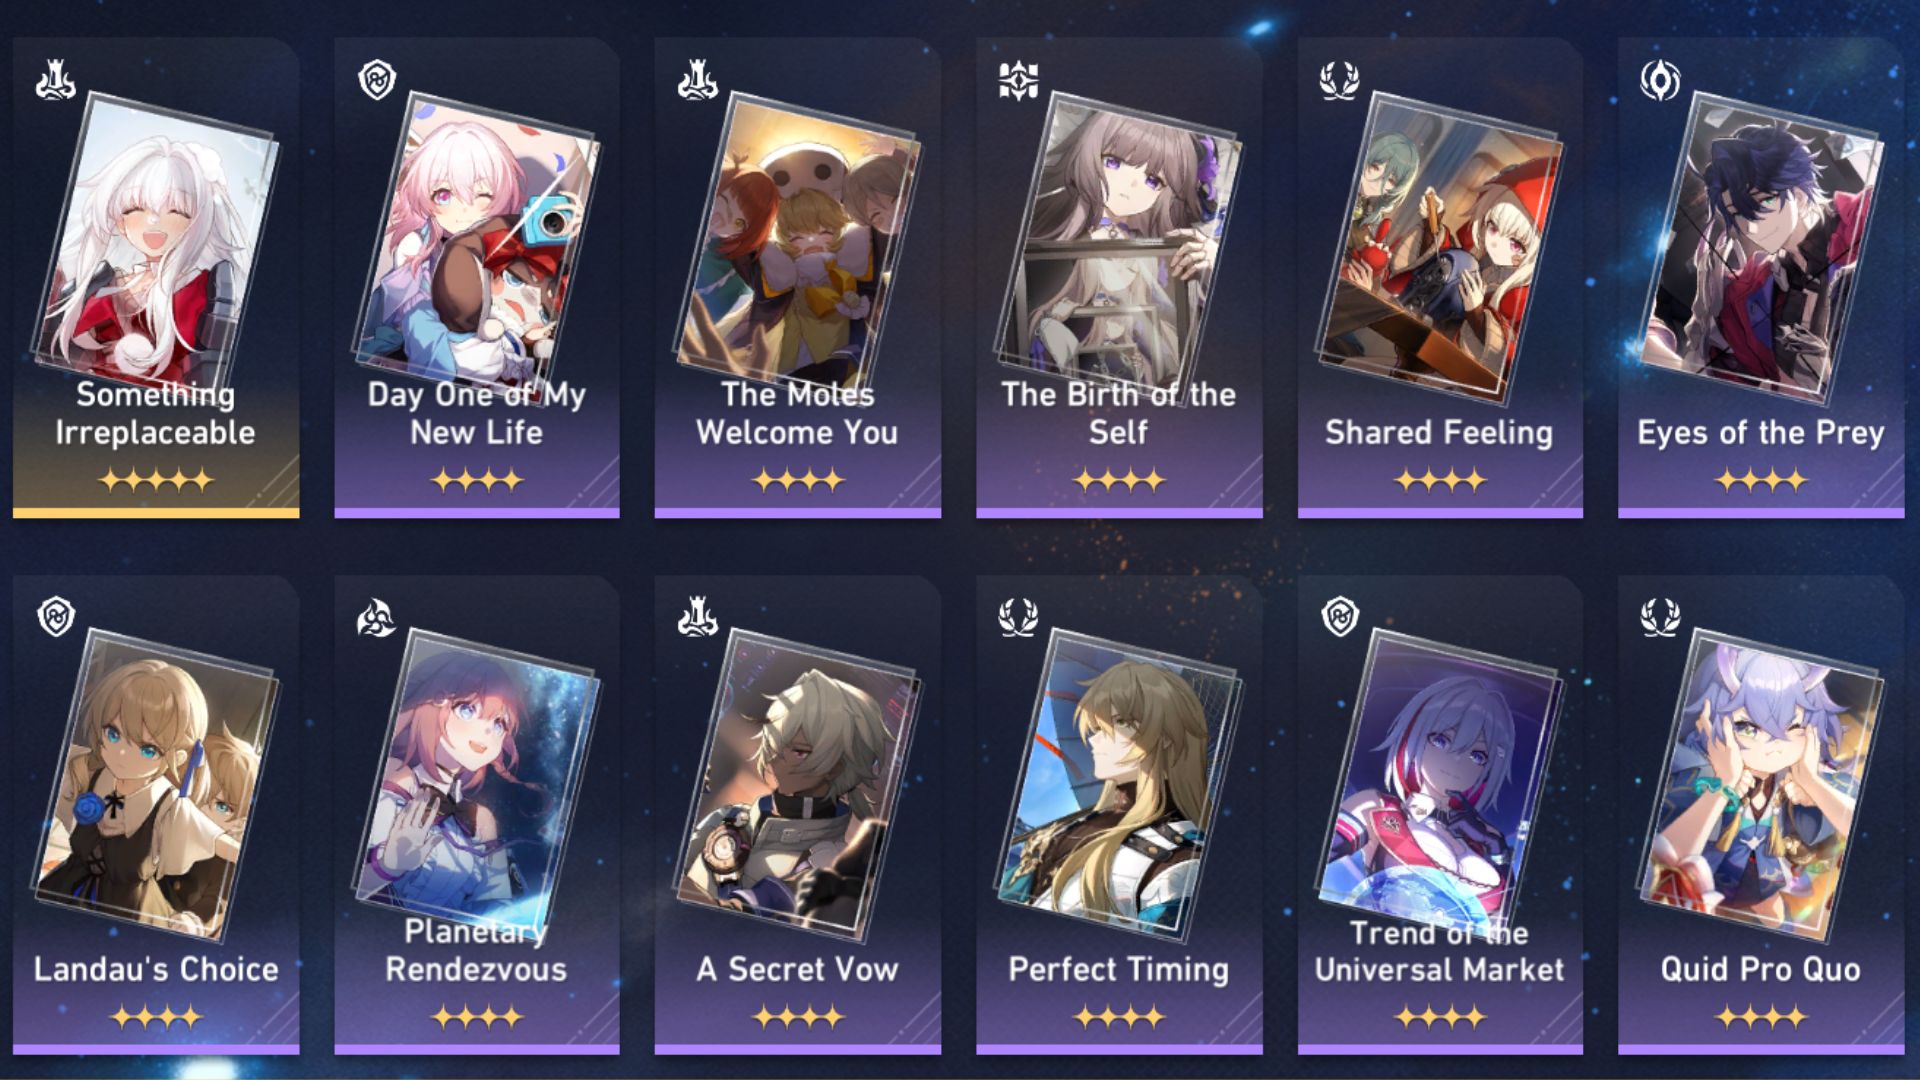 Something
Irreplaceable
Day One of My
New Life
The Moles
Welcome You
The Birth of the
Self
Shared Feeling
Eyes of the Prey
Landau's Choice
Planetary
Rendezvous
A Secret Vow
Perfect Timing
Trend of the
Universal Market
Quid Pro Quo